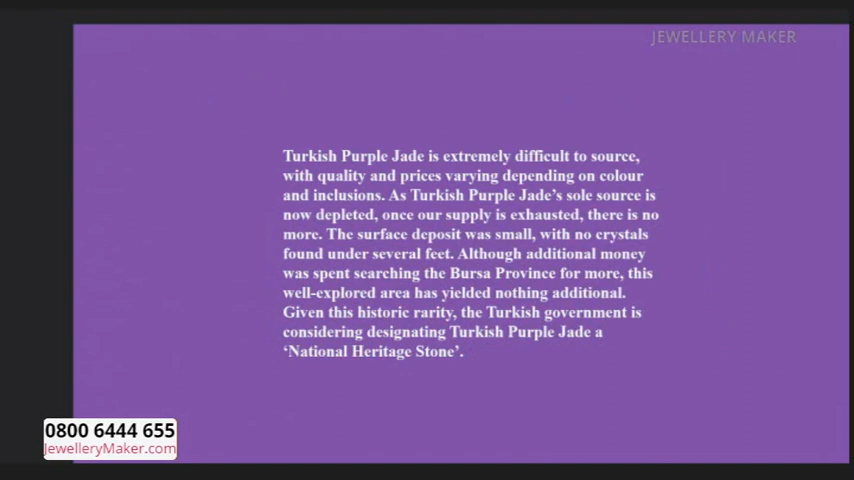 JEWELLERY MAKER
Turkish Purple Jade is extremely difficult to source,
with quality and prices varying depending on colour
and inclusions. As Turkish Purple Jade's sole source is
now depleted, once our supply is exhausted, there is no
more. The surface deposit was small, with no crystals
found under several feet. Although additional money
was spent searching the Bursa Province for more, this
well-explored area has yielded nothing additional.
Given this historic rarity, the Turkish government is
considering designating Turkish Purple Jade a
‘National Heritage Stone’.
0800 6444 655
JewelleryMaker.com